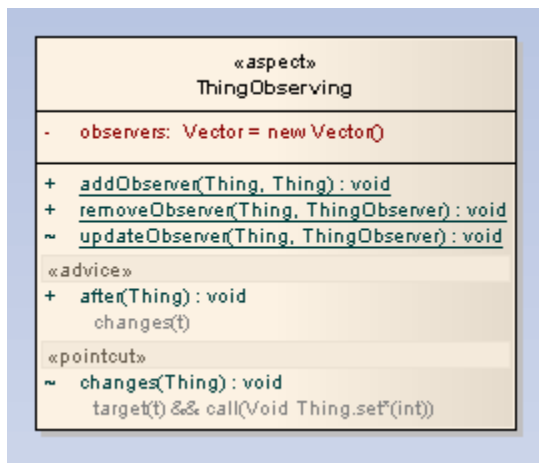 «aspect»
ThingObserving
- observers: Vector = new Vector()
+ addObserver(Thing, Thing) : void
+ removeObserver(Thing, ThingObserver) : void
~ updateObserver(Thing, ThingObserver) : void
«advice»
+ after(Thing) : void
changes(t)
«pointcut»
~ changes(Thing) : void
target(t) && call(Void Thing.set*(int))